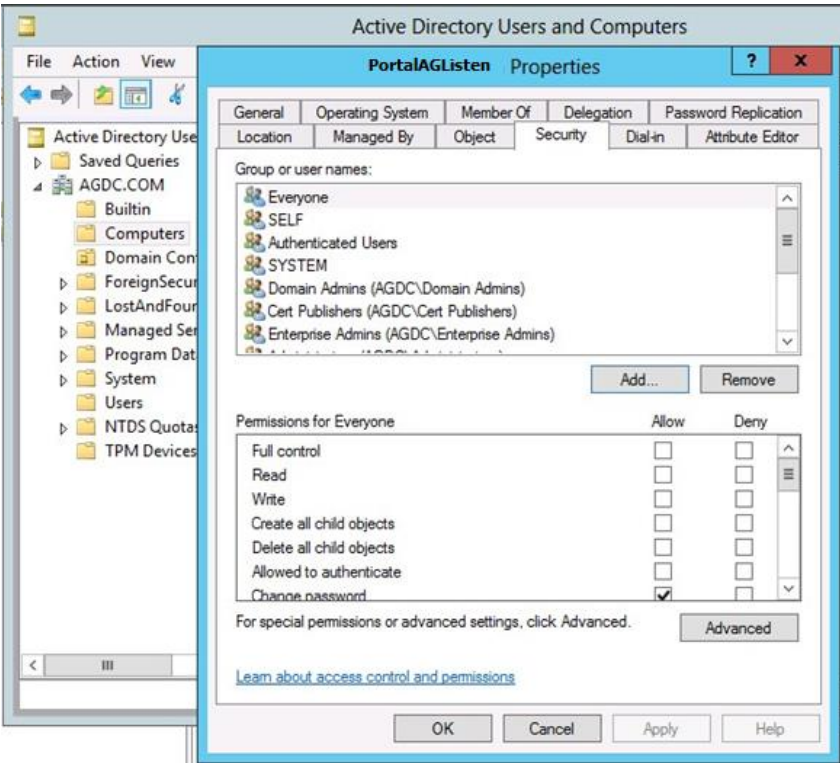 Active Directory Users and Computers
File Action View
PortalAGListen Properties
? x
General Operating System Member Of Delegation Password Replication
Location Managed By Object Security Dial-in Attribute Editor
Active Directory Use
Saved Queries
AGDC.COM
Builtin
Computers
Domain Con
ForeignSecur
LostAndFour
Managed Ser
Program Dat
System
Users
NTDS Quotas
TPM Devices
Group or user names:
Everyone
SELF
Authenticated Users
SYSTEM
Domain Admins (AGDC\Domain Admins)
Cert Publishers (AGDC\Cert Publishers)
Enterprise Admins (AGDC\Enterprise Admins)
Add... Remove
Permissions for Everyone Allow Deny
Full control
Read
Write
Create all child objects
Delete all child objects
Allowed to authenticate
Change password
For special permissions or advanced settings, click Advanced. Advanced
Learn about access control and permissions
OK Cancel Apply Help